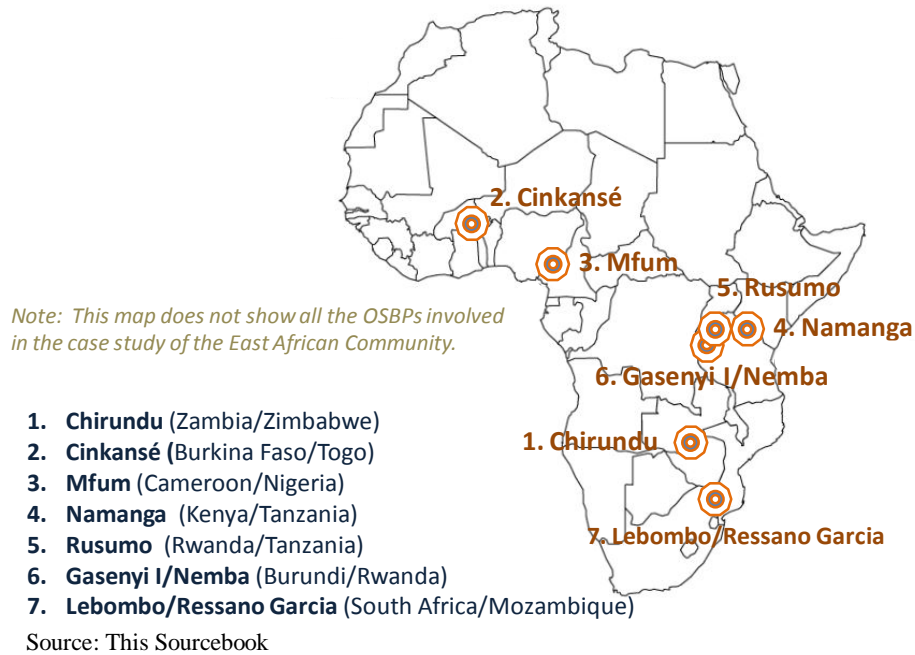 2. Cinkansé
3. Mfum
5. Rusumo
4. Namanga
Note: This map does not show all the OSBPs involved
in the case study of the East African Community.
6. Gasenyi I/Nemba
1. Chirundu
7. Lebombo/Ressano Garcia
1. Chirundu (Zambia/Zimbabwe)
2. Cinkansé (Burkina Faso/Togo)
3. Mfum (Cameroon/Nigeria)
4. Namanga (Kenya/Tanzania)
5. Rusumo (Rwanda/Tanzania)
6. Gasenyi I/Nemba (Burundi/Rwanda)
7. Lebombo/Ressano Garcia (South Africa/Mozambique)
Source: This Sourcebook